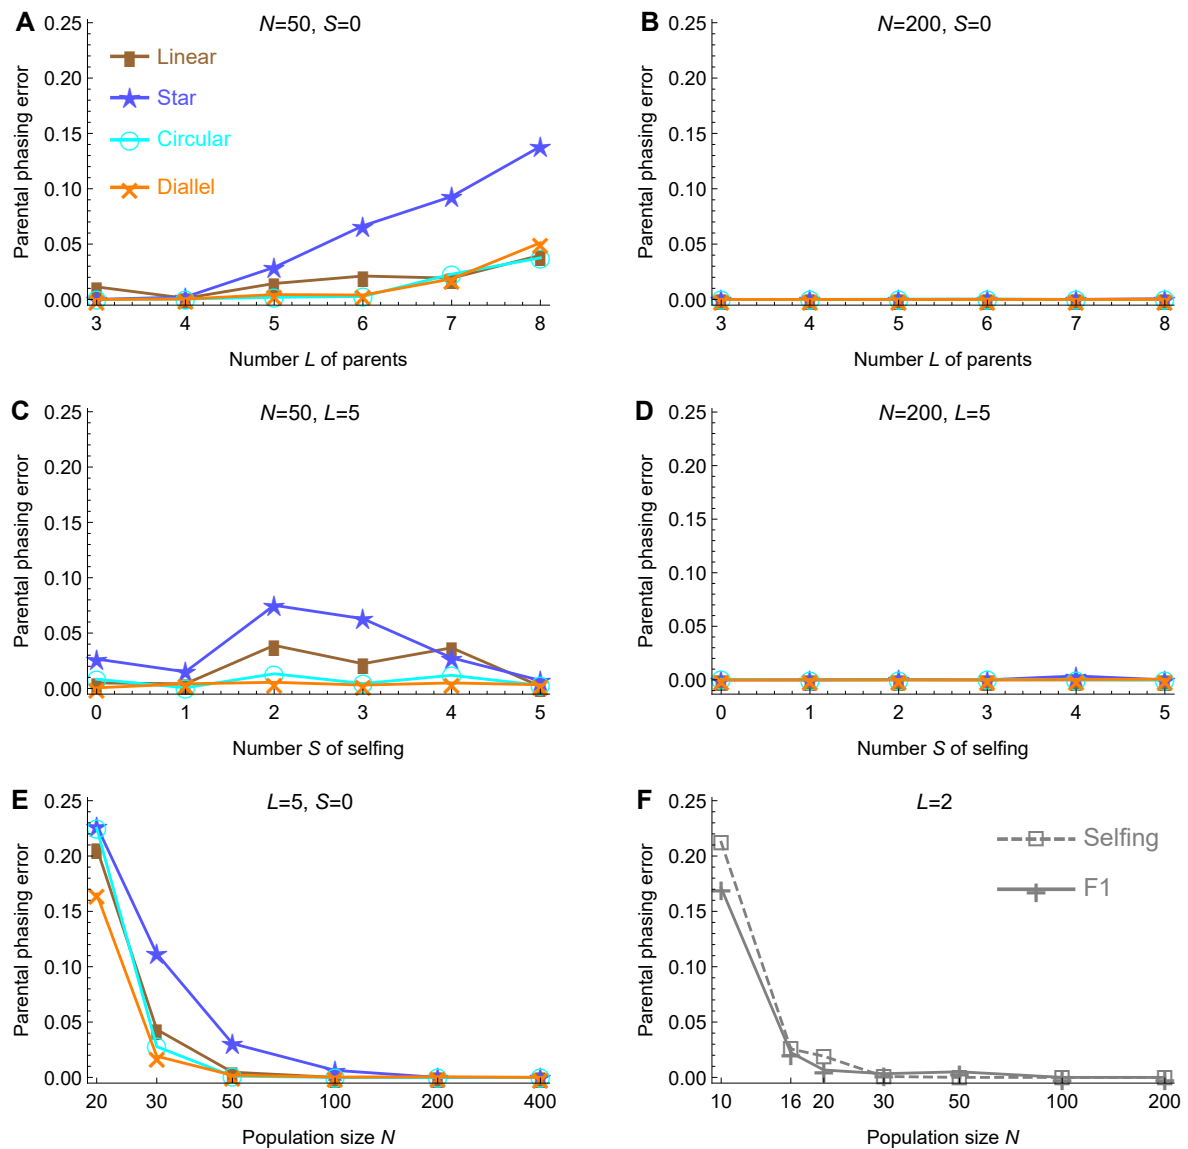 A N=50, S=0
Parental phasing error
0.25
0.20
0.15
0.10
0.05
0.00
Linear
Star
Circular
Diallel
3 4 5 6 7 8
Number L of parents
B N=200, S=0
Parental phasing error
0.25
0.20
0.15
0.10
0.05
0.00
3 4 5 6 7 8
Number L of parents
C N=50, L=5
Parental phasing error
0.25
0.20
0.15
0.10
0.05
0.00
0 1 2 3 4 5
Number S of selfing
D N=200, L=5
Parental phasing error
0.25
0.20
0.15
0.10
0.05
0.00
0 1 2 3 4 5
Number S of selfing
E L=5, S=0
Parental phasing error
0.25
0.20
0.15
0.10
0.05
0.00
20 30 50 100 200 400
Population size N
F L=2
Parental phasing error
0.25
0.20
0.15
0.10
0.05
0.00
Selfing
F1
10 16 20 30 50 100 200
Population size N